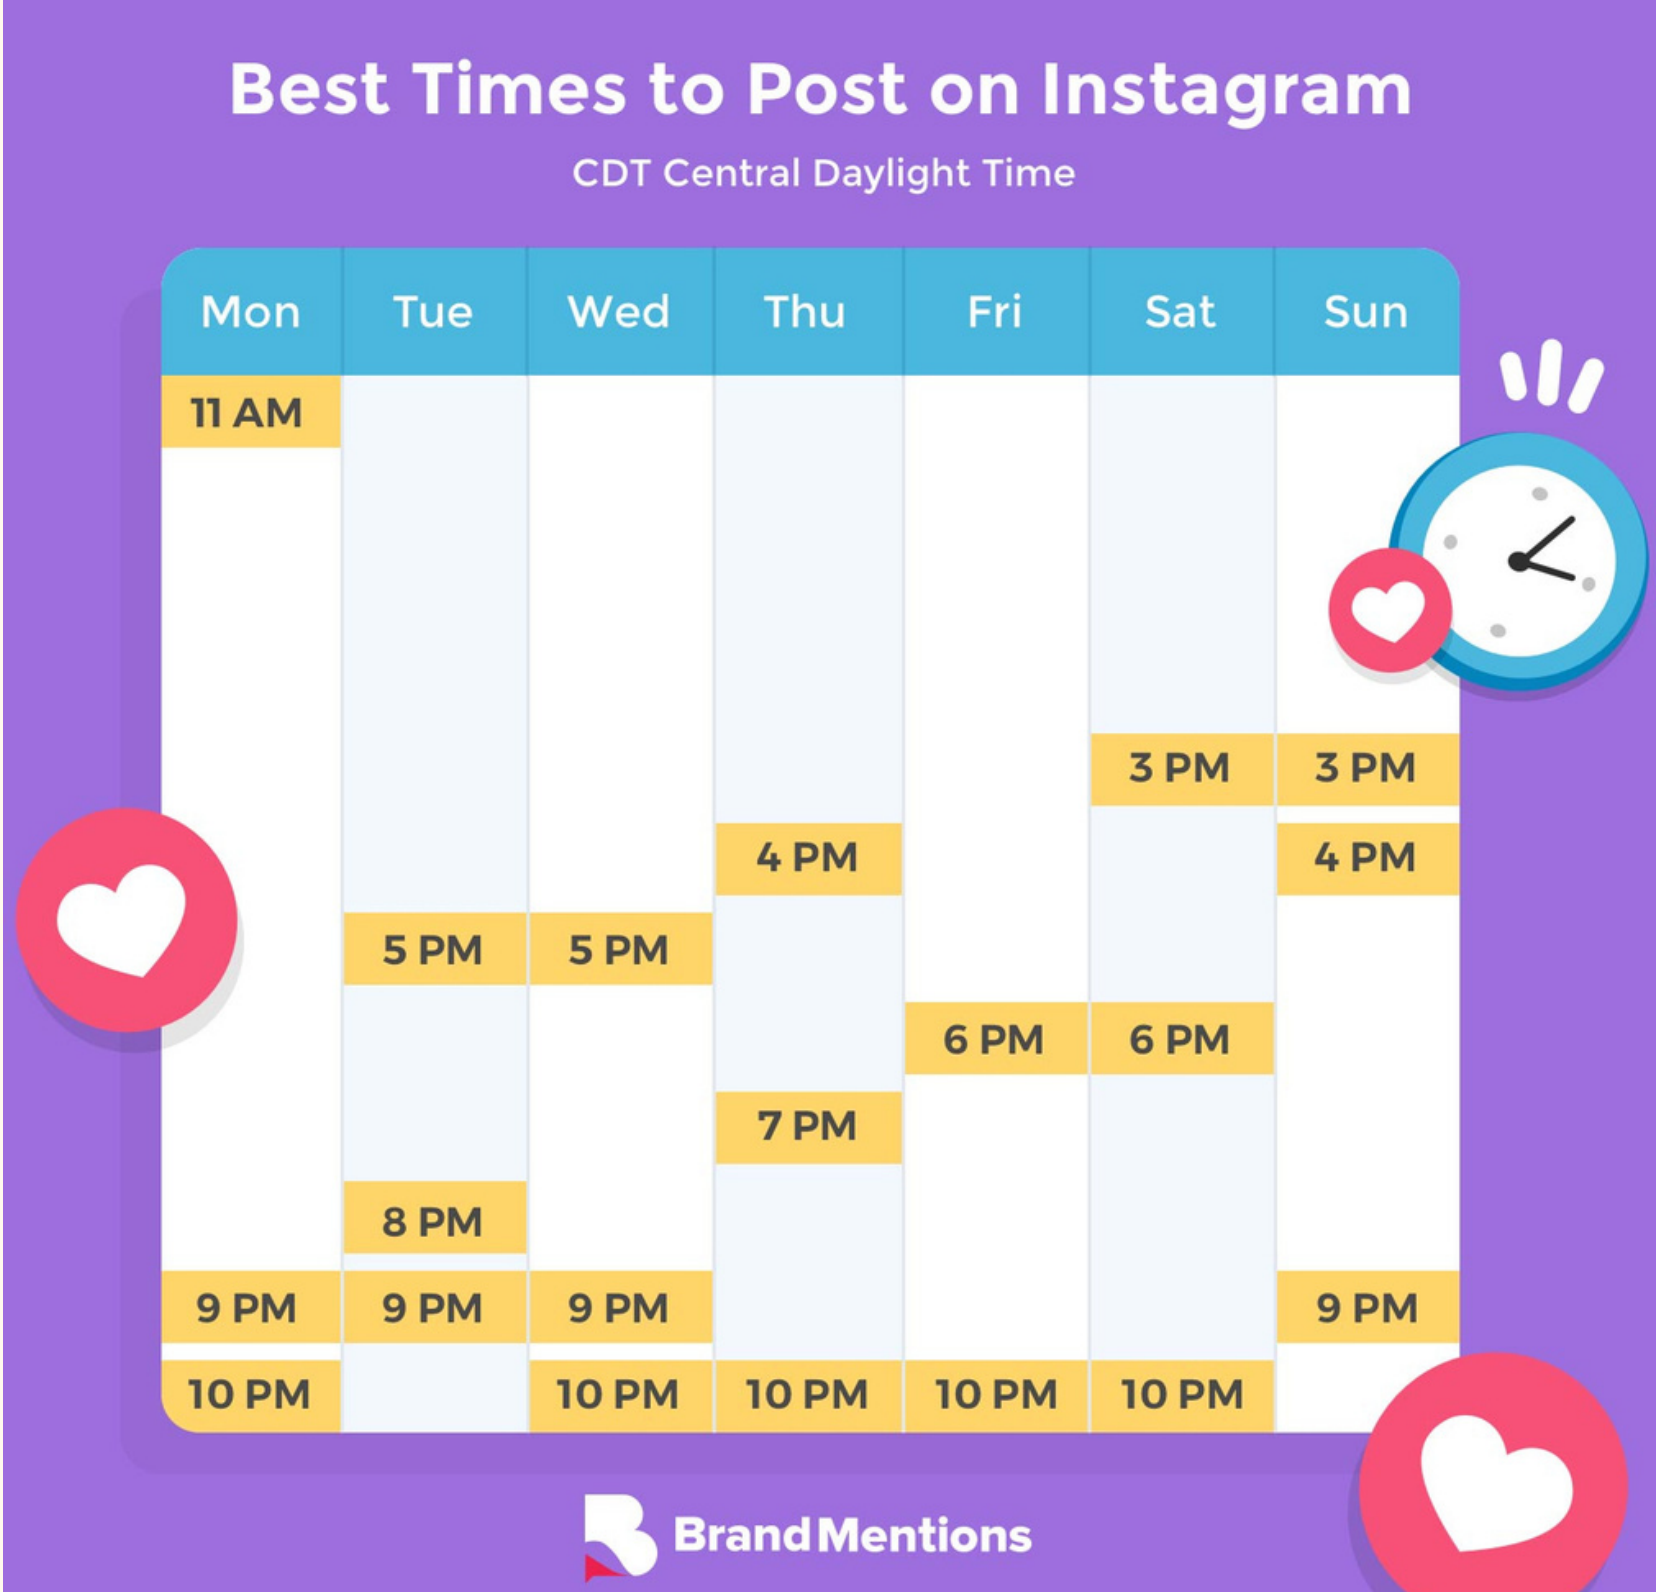 Best Times to Post on Instagram
CDT Central Daylight Time
Mon Tue Wed Thu Fri Sat Sun
11 AM
3 PM 3 PM
4 PM 4 PM
5 PM 5 PM
6 PM 6 PM
7 PM
8 PM
9 PM 9 PM 9 PM 9 PM
10 PM 10 PM 10 PM 10 PM 10 PM
BrandMentions